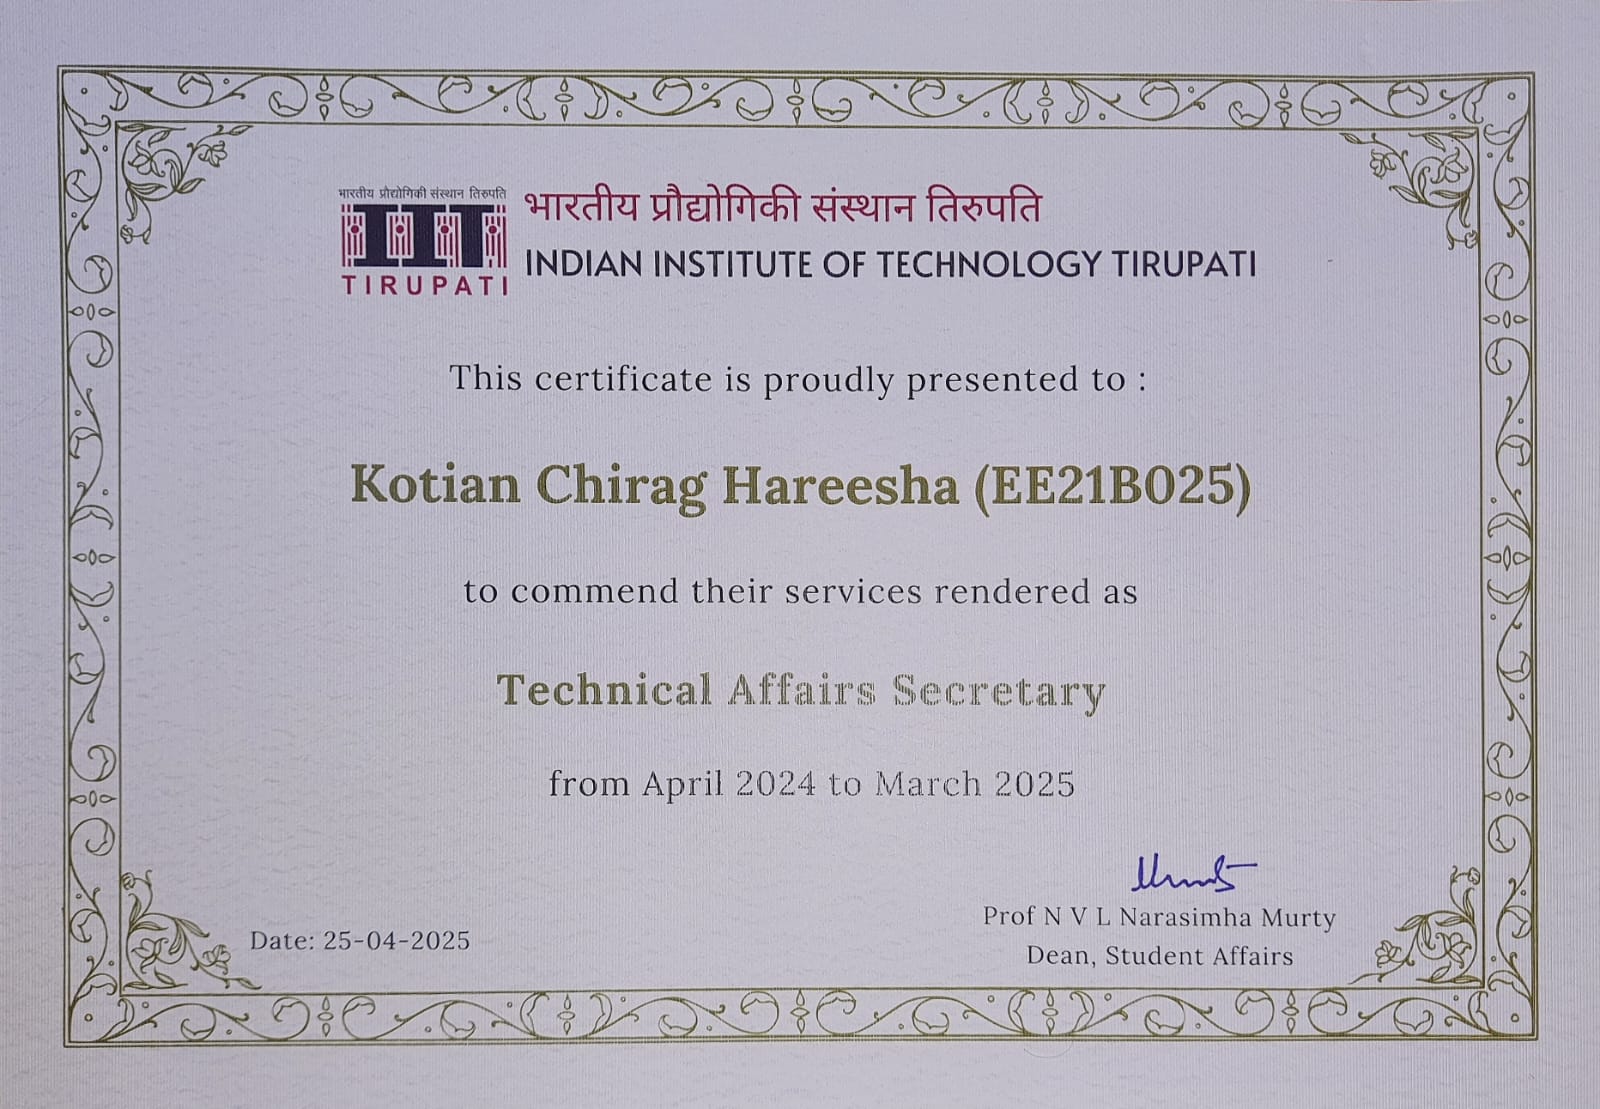 भारतीय प्रौद्योगिकी संस्थान तिरुपति
IIT
TIRUPATI
भारतीय प्रौद्योगिकी संस्थान तिरुपति
INDIAN INSTITUTE OF TECHNOLOGY TIRUPATI
This certificate is proudly presented to :
Kotian Chirag Hareesha (EE21B025)
to commend their services rendered as
Technical Affairs Secretary
from April 2024 to March 2025
Date: 25-04-2025
Prof N V L Narasimha Murty
Dean, Student Affairs